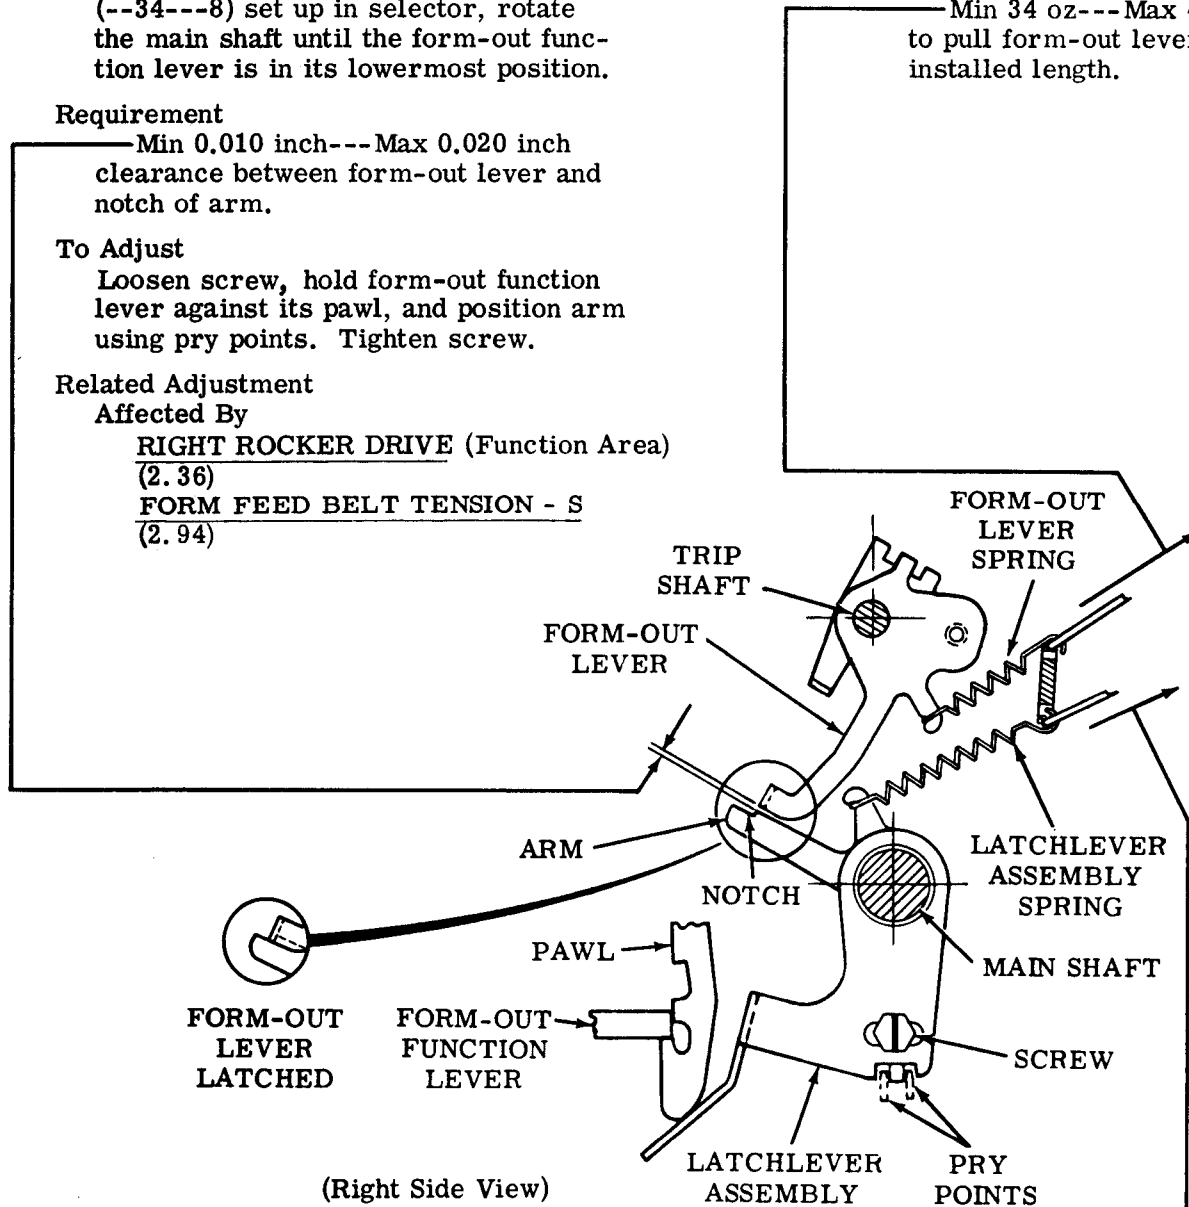 (--34---8) set up in selector, rotate
the main shaft until the form-out func-
tion lever is in its lowermost position.
Requirement
Min 0.010 inch---Max 0.020 inch
clearance between form-out lever and
notch of arm.
To Adjust
Loosen screw, hold form-out function
lever against its pawl, and position arm
using pry points. Tighten screw.
Related Adjustment
Affected By
RIGHT ROCKER DRIVE (Function Area)
(2.36)
FORM FEED BELT TENSION - S
(2.94)
Min 34 oz---Max
to pull form-out lever
installed length.
FORM-OUT
LEVER
SPRING
TRIP
SHAFT
FORM-OUT
LEVER
ARM
NOTCH
LATCHLEVER
ASSEMBLY
SPRING
PAWL
MAIN SHAFT
FORM-OUT
LEVER
LATCHED
FORM-OUT
FUNCTION
LEVER
SCREW
LATCHLEVER
ASSEMBLY
PRY
POINTS
(Right Side View)